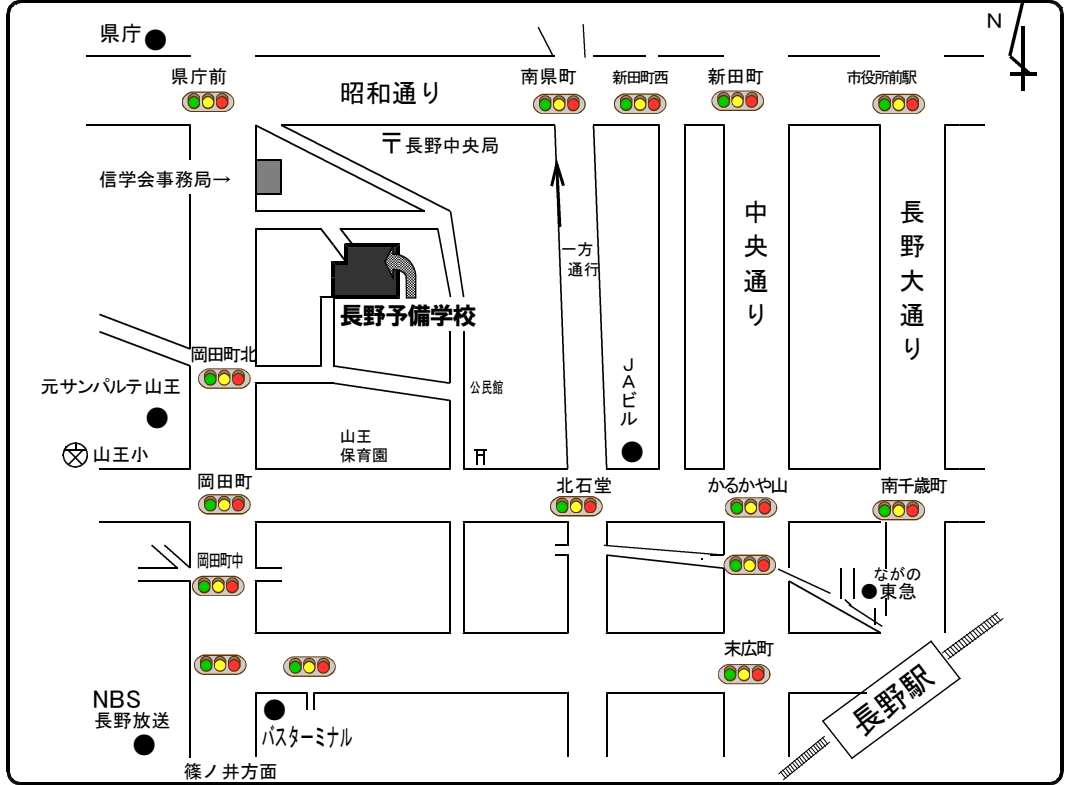 県庁
N
県庁前
昭和通り
南県町
新田町西
新田町
市役所前駅
〒長野中央局
信学会事務局→
一方
通行
中央通り
長野大通り
長野予備学校
岡田町北
元サンパルテ山王
公民館
JAビル
山王小
山王
保育園
岡田町
北石堂
かるかや山
南千歳町
岡田町中
ながの
東急
末広町
長野駅
NBS
長野放送
バスターミナル
篠ノ井方面